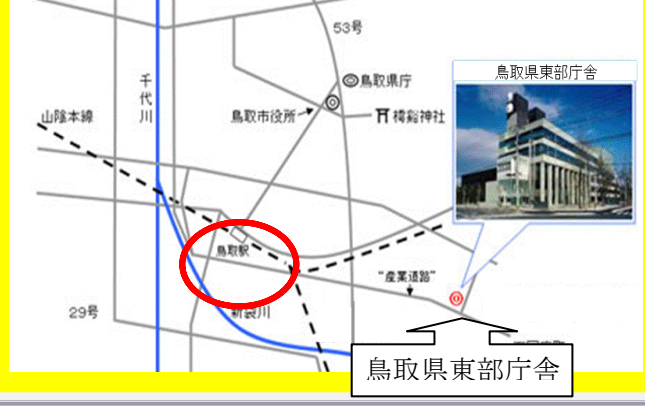 53号
鳥取県東部庁舎
千代川
鳥取県庁
山陰本線
鳥取市役所
樗谿神社
鳥取駅
"産業道路"
29号
新袋川
鳥取県東部庁舎